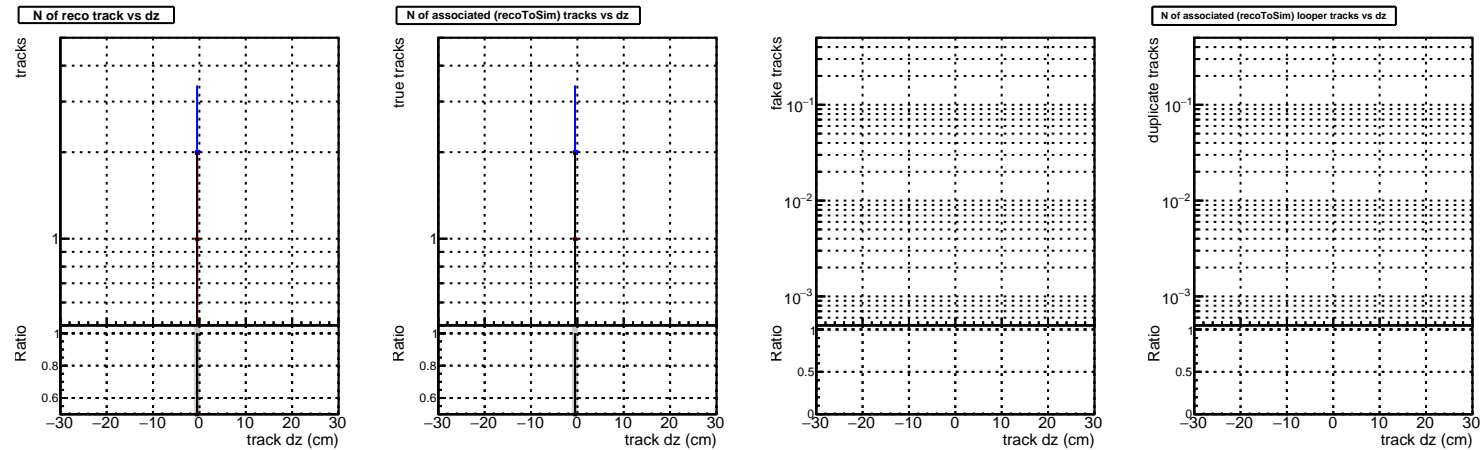 N of reco track vs dz
tracks
1
Ratio
1
0.8
0.6
−30 −20 −10 0 10 20 30
track dz (cm)
N of associated (recoToSim) tracks vs dz
true tracks
1
Ratio
1
0.8
0.6
−30 −20 −10 0 10 20 30
track dz (cm)
fake tracks
10−1
10−2
10−3
Ratio
1
0.5
0
−30 −20 −10 0 10 20 30
track dz (cm)
N of associated (recoToSim) looper tracks vs dz
duplicate tracks
10−1
10−2
10−3
Ratio
1
0.5
0
−30 −20 −10 0 10 20 30
track dz (cm)